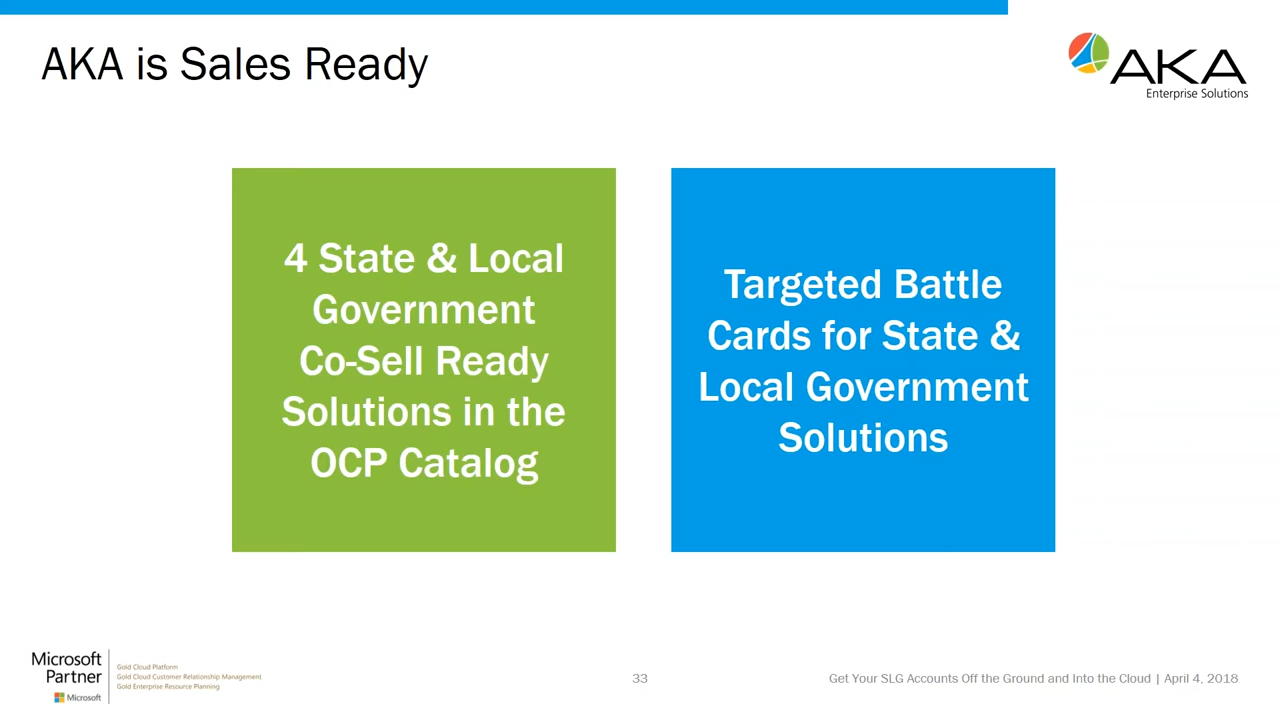 AKA is Sales Ready
AKA
Enterprise Solutions
4 State & Local
Government
Co-Sell Ready
Solutions in the
OCP Catalog
Targeted Battle
Cards for State &
Local Government
Solutions
Microsoft
Partner
Microsoft
Gold Cloud Platform
Gold Cloud Customer Relationship Management
Gold Enterprise Resource Planning
33
Get Your SLG Accounts Off the Ground and Into the Cloud | April 4, 2018